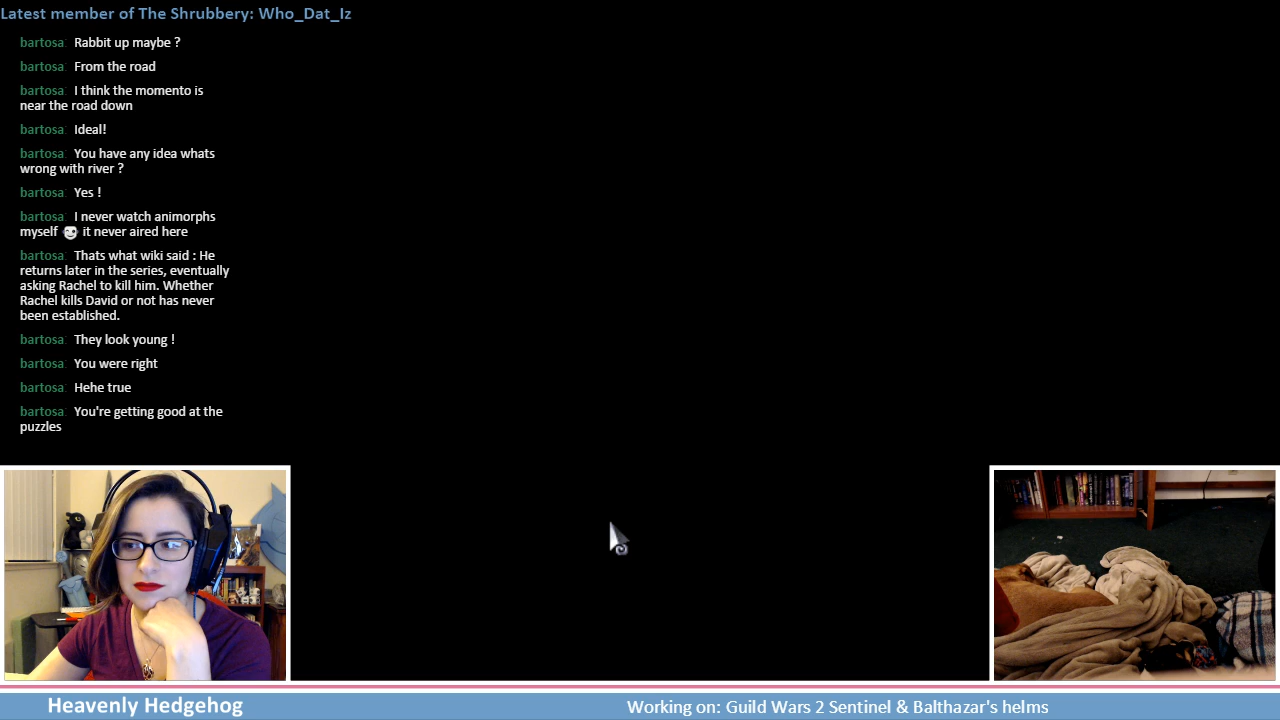 Latest member of The Shrubbery: Who_Dat_Iz
bartosa: Rabbit up maybe ?
bartosa: From the road
bartosa: I think the momento is
near the road down
bartosa: Ideal!
bartosa: You have any idea whats
wrong with river ?
bartosa: Yes !
bartosa: I never watch animorphs
myself it never aired here
bartosa: Thats what wiki said : He
returns later in the series, eventually
asking Rachel to kill him. Whether
Rachel kills David or not has never
been established.
bartosa: They look young !
bartosa: You were right
bartosa: Hehe true
bartosa: You're getting good at the
puzzles
Heavenly Hedgehog
Working on: Guild Wars 2 Sentinel & Balthazar's helms